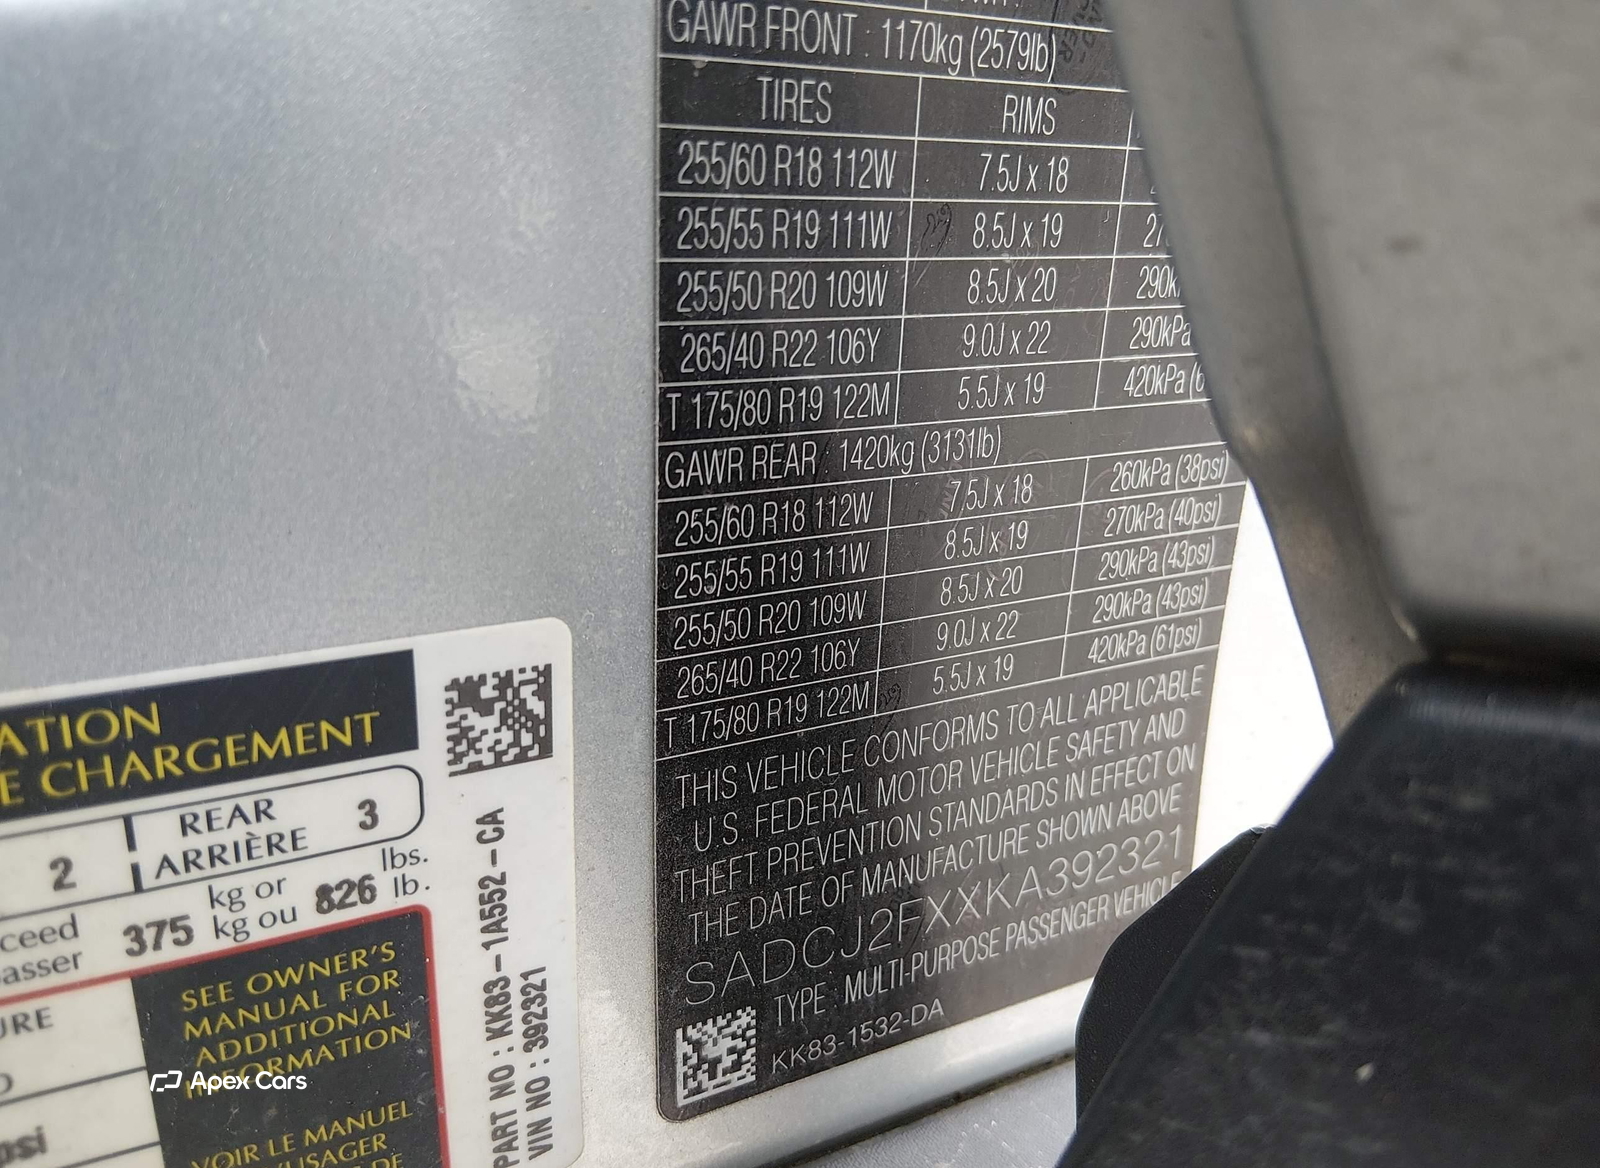 GAWR FRONT : 1170kg (2579lb)
TIRES RIMS
255/60 R18 112W 7.5J x 18
255/55 R19 111W 8.5J x 19
255/50 R20 109W 8.5J x 20 290k
265/40 R22 106Y 9.0J x 22 290kPa
T 175/80 R19 122M 5.5J x 19 420kPa (6
GAWR REAR : 1420kg (3131lb)
255/60 R18 112W 7.5J x 18 260kPa (38psi)
255/55 R19 111W 8.5J x 19 270kPa (40psi)
255/50 R20 109W 8.5J x 20 290kPa (43psi)
265/40 R22 106Y 9.0J x 22 290kPa (43psi)
T 175/80 R19 122M 5.5J x 19 420kPa (61psi)
THIS VEHICLE CONFORMS TO ALL APPLICABLE
U.S. FEDERAL MOTOR VEHICLE SAFETY AND
THEFT PREVENTION STANDARDS IN EFFECT ON
THE DATE OF MANUFACTURE SHOWN ABOVE
SADCJ2FXXKA392321
TYPE : MULTI-PURPOSE PASSENGER VEHICLE
KK83-1532-DA
ATION
E CHARGEMENT
2 REAR 3
ARRIÈRE
ceed 375 kg or 826 lbs.
asser kg ou lb.
URE
SEE OWNER'S
MANUAL FOR
ADDITIONAL
INFORMATION
VOIR LE MANUEL
USAGER
DE
psi
PART NO : KK83-1A552-CA
VIN NO : 392321
Apex Cars